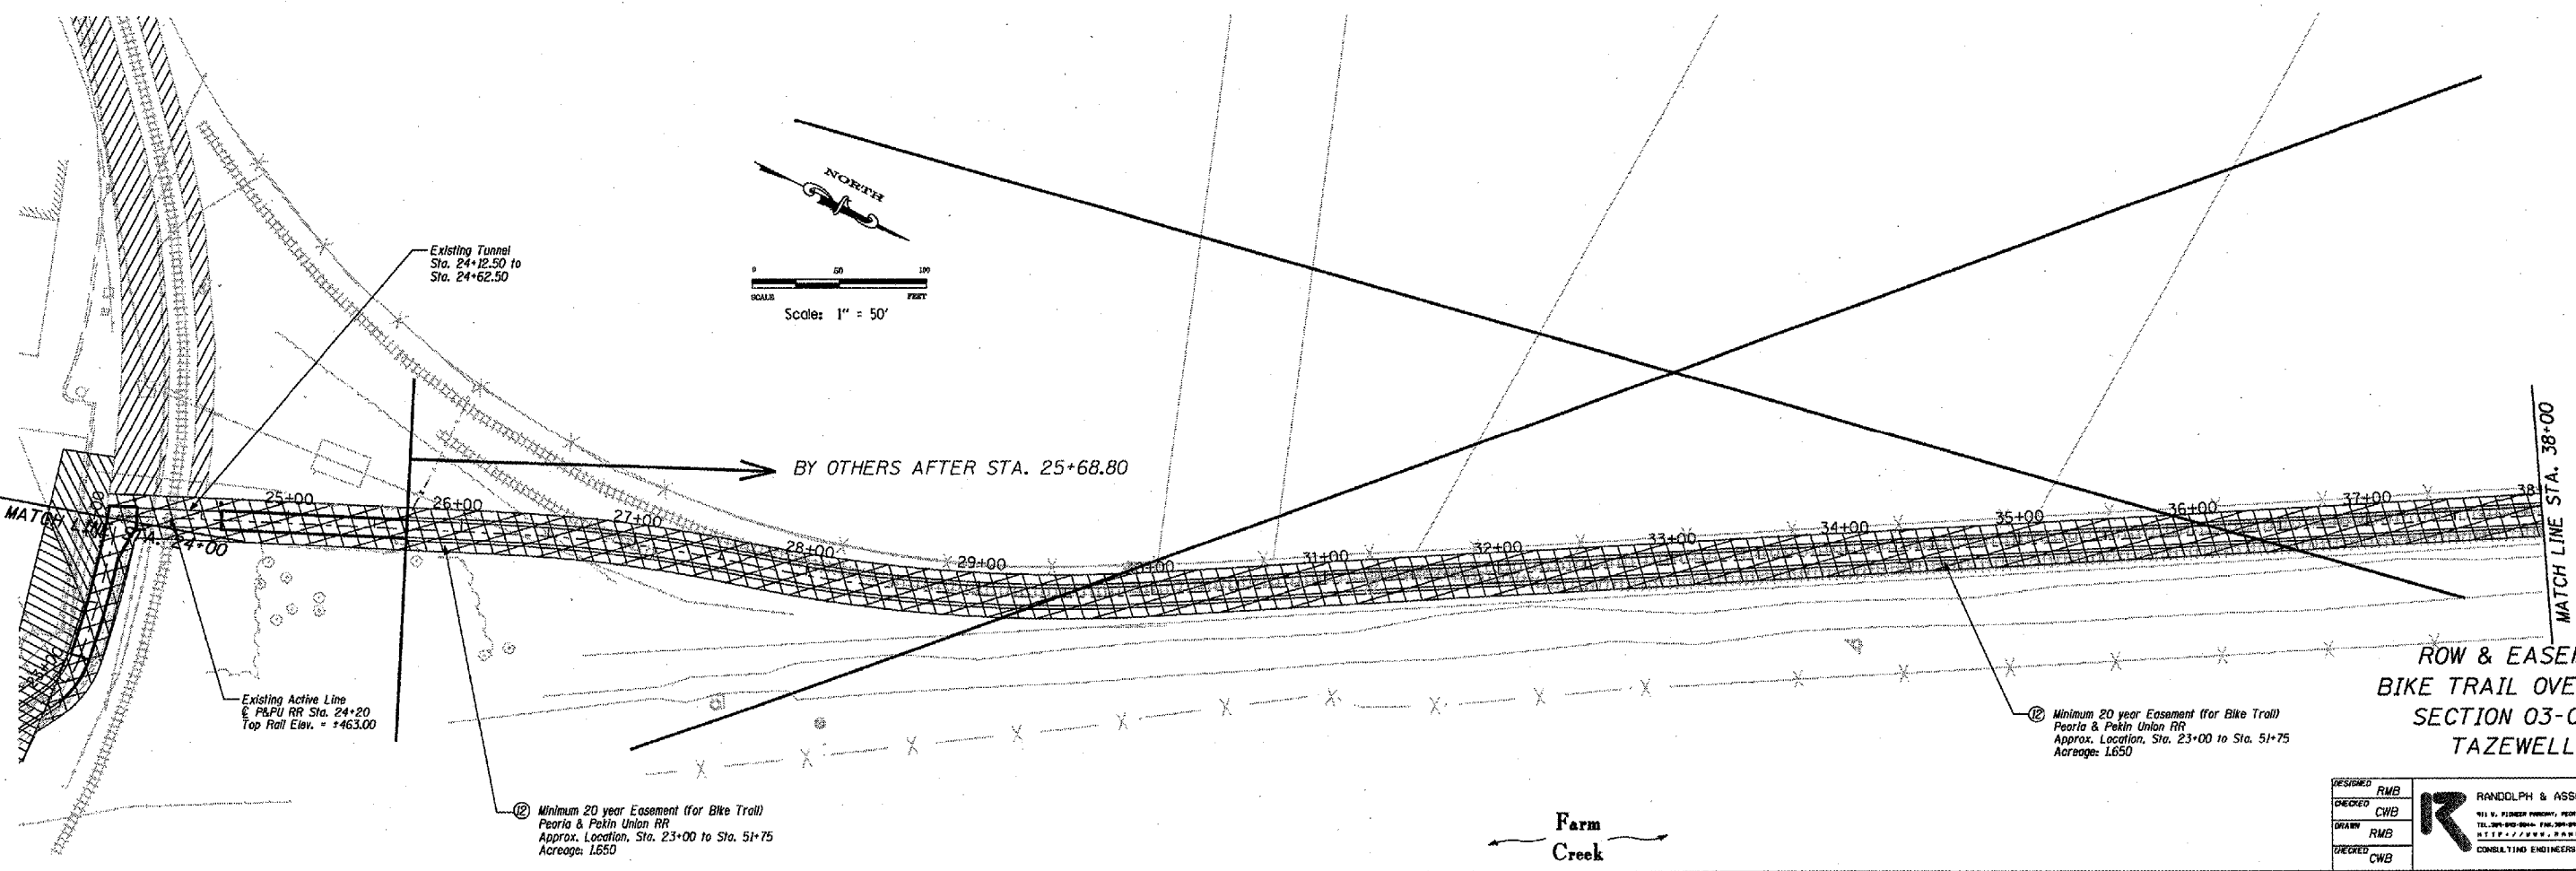 NORTH
0 50 100
SCALE FEET
Scale: 1" = 50'
Existing Tunnel
Sta. 24+12.50 to
Sta. 24+62.50
BY OTHERS AFTER STA. 25+68.80
MATCH LINE STA. 24+00
25+00
26+00
27+00
28+00
29+00
31+00
32+00
33+00
34+00
35+00
36+00
37+00
38
MATCH LINE STA. 38+00
Existing Active Line
℄ P&PU RR Sta. 24+20
Top Rail Elev. = ±463.00
12 Minimum 20 year Easement (for Bike Trail)
Peoria & Pekin Union RR
Approx. Location, Sta. 23+00 to Sta. 51+75
Acreage: 1.650
12 Minimum 20 year Easement (for Bike Trail)
Peoria & Pekin Union RR
Approx. Location, Sta. 23+00 to Sta. 51+75
Acreage: 1.650
Farm
Creek
ROW & EASE
BIKE TRAIL OVE
SECTION 03-0
TAZEWELL
DESIGNED RMB
CHECKED CWB
DRAWN RMB
CHECKED CWB
RANDOLPH & ASS
CONSULTING ENGINEERS